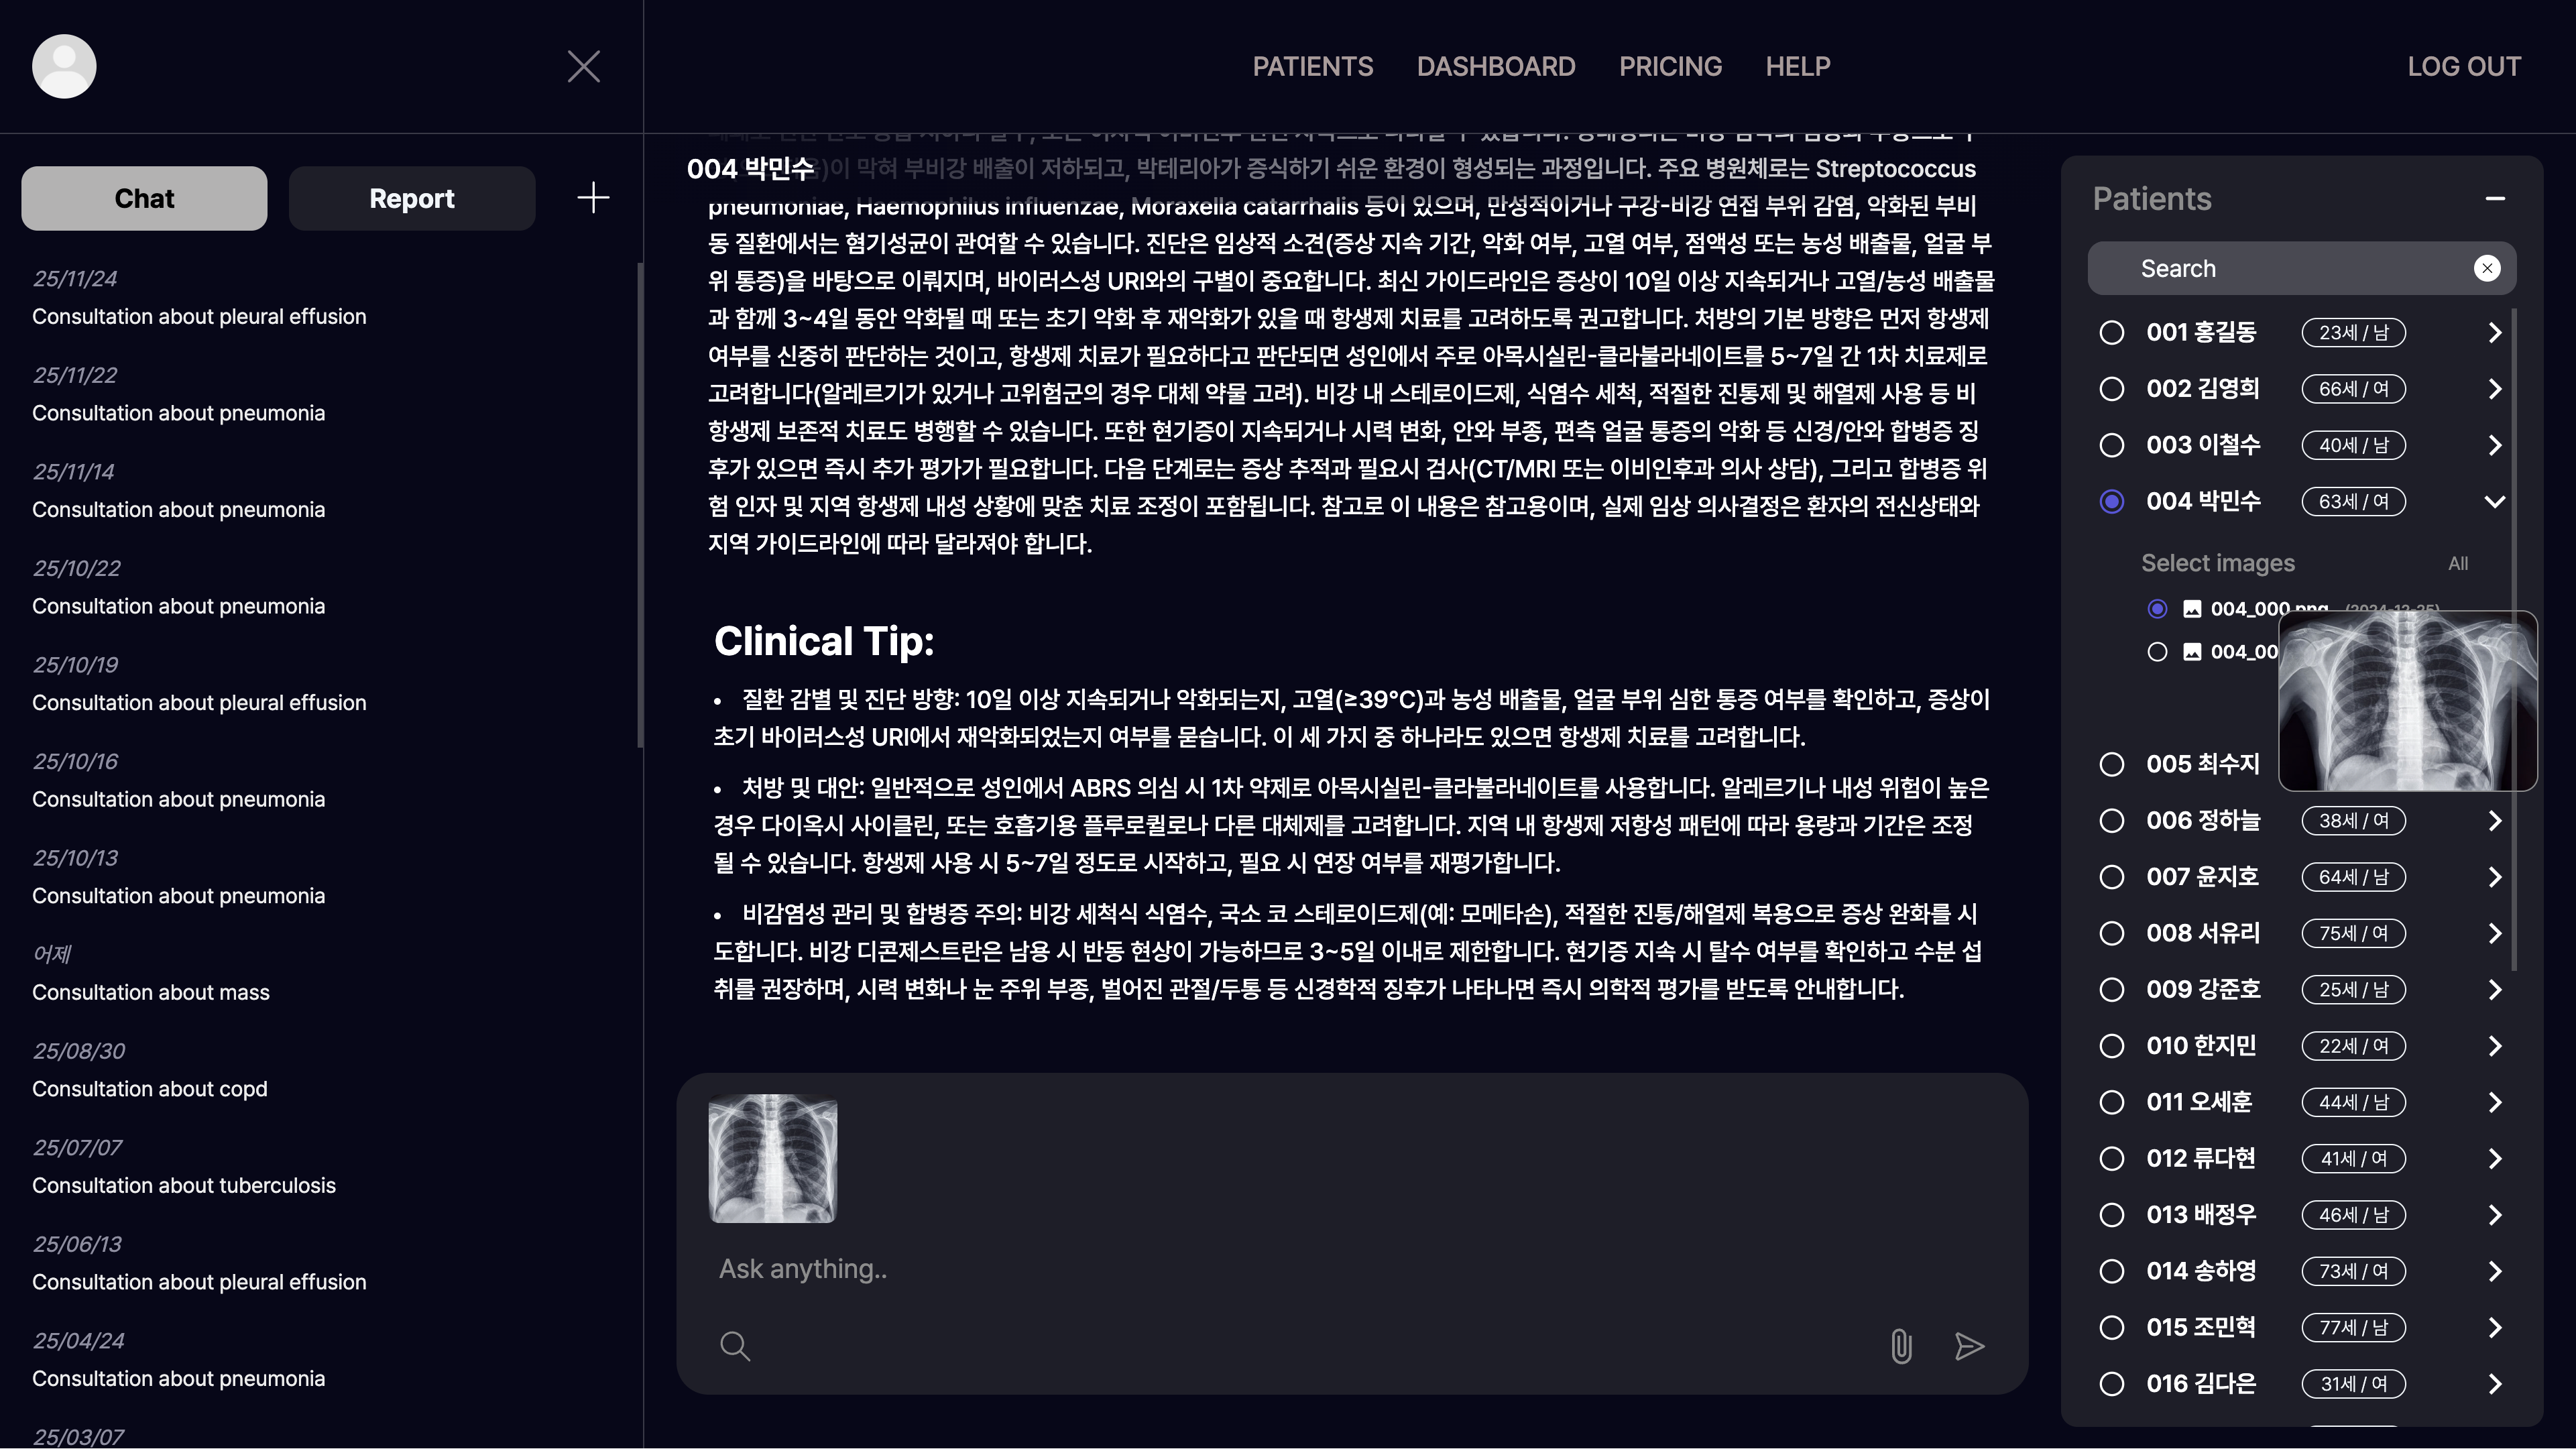 PATIENTS
DASHBOARD
PRICING
HELP
LOG OUT
Chat
Report
25/11/24
Consultation about pleural effusion
25/11/22
Consultation about pneumonia
25/11/14
Consultation about pneumonia
25/10/22
Consultation about pneumonia
25/10/19
Consultation about pleural effusion
25/10/16
Consultation about pneumonia
25/10/13
Consultation about pneumonia
어제
Consultation about mass
25/08/30
Consultation about copd
25/07/07
Consultation about tuberculosis
25/06/13
Consultation about pleural effusion
25/04/24
Consultation about pneumonia
25/03/07
004 박민수
이 막혀 부비강 배출이 저하되고, 박테리아가 증식하기 쉬운 환경이 형성되는 과정입니다. 주요 병원체로는 Streptococcus
pneumoniae, Haemophilus influenzae, Moraxella catarrhalis 등이 있으며, 만성적이거나 구강-비강 연접 부위 감염, 악화된 부비
동 질환에서는 혐기성균이 관여할 수 있습니다. 진단은 임상적 소견(증상 지속 기간, 악화 여부, 고열 여부, 점액성 또는 농성 배출물, 얼굴 부
위 통증)을 바탕으로 이뤄지며, 바이러스성 URI와의 구별이 중요합니다. 최신 가이드라인은 증상이 10일 이상 지속되거나 고열/농성 배출물
과 함께 3~4일 동안 악화될 때 또는 초기 악화 후 재악화가 있을 때 항생제 치료를 고려하도록 권고합니다. 처방의 기본 방향은 먼저 항생제
여부를 신중히 판단하는 것이고, 항생제 치료가 필요하다고 판단되면 성인에서 주로 아목시실린-클라불라네이트를 5~7일 간 1차 치료제로
고려합니다(알레르기가 있거나 고위험군의 경우 대체 약물 고려). 비강 내 스테로이드제, 식염수 세척, 적절한 진통제 및 해열제 사용 등 비
항생제 보존적 치료도 병행할 수 있습니다. 또한 현기증이 지속되거나 시력 변화, 안와 부종, 편측 얼굴 통증의 악화 등 신경/안와 합병증 징
후가 있으면 즉시 추가 평가가 필요합니다. 다음 단계로는 증상 추적과 필요시 검사(CT/MRI 또는 이비인후과 의사 상담), 그리고 합병증 위
험 인자 및 지역 항생제 내성 상황에 맞춘 치료 조정이 포함됩니다. 참고로 이 내용은 참고용이며, 실제 임상 의사결정은 환자의 전신상태와
지역 가이드라인에 따라 달라져야 합니다.
Clinical Tip:
• 질환 감별 및 진단 방향: 10일 이상 지속되거나 악화되는지, 고열(≥39°C)과 농성 배출물, 얼굴 부위 심한 통증 여부를 확인하고, 증상이
초기 바이러스성 URI에서 재악화되었는지 여부를 묻습니다. 이 세 가지 중 하나라도 있으면 항생제 치료를 고려합니다.
• 처방 및 대안: 일반적으로 성인에서 ABRS 의심 시 1차 약제로 아목시실린-클라불라네이트를 사용합니다. 알레르기나 내성 위험이 높은
경우 다이옥시 사이클린, 또는 호흡기용 플루로퀼로나 다른 대체제를 고려합니다. 지역 내 항생제 저항성 패턴에 따라 용량과 기간은 조정
될 수 있습니다. 항생제 사용 시 5~7일 정도로 시작하고, 필요 시 연장 여부를 재평가합니다.
• 비감염성 관리 및 합병증 주의: 비강 세척식 식염수, 국소 코 스테로이드제(예: 모메타손), 적절한 진통/해열제 복용으로 증상 완화를 시
도합니다. 비강 디콘제스트란은 남용 시 반동 현상이 가능하므로 3~5일 이내로 제한합니다. 현기증 지속 시 탈수 여부를 확인하고 수분 섭
취를 권장하며, 시력 변화나 눈 주위 부종, 벌어진 관절/두통 등 신경학적 징후가 나타나면 즉시 의학적 평가를 받도록 안내합니다.
Ask anything..
Patients
Search
001 홍길동 23세 / 남
002 김영희 66세 / 여
003 이철수 40세 / 남
004 박민수 63세 / 여
Select images All
004_000.png (2024-12-25)
004_00
005 최수지
006 정하늘 38세 / 여
007 윤지호 64세 / 남
008 서유리 75세 / 여
009 강준호 25세 / 남
010 한지민 22세 / 여
011 오세훈 44세 / 남
012 류다현 41세 / 여
013 배정우 46세 / 남
014 송하영 73세 / 여
015 조민혁 77세 / 남
016 김다은 31세 / 여